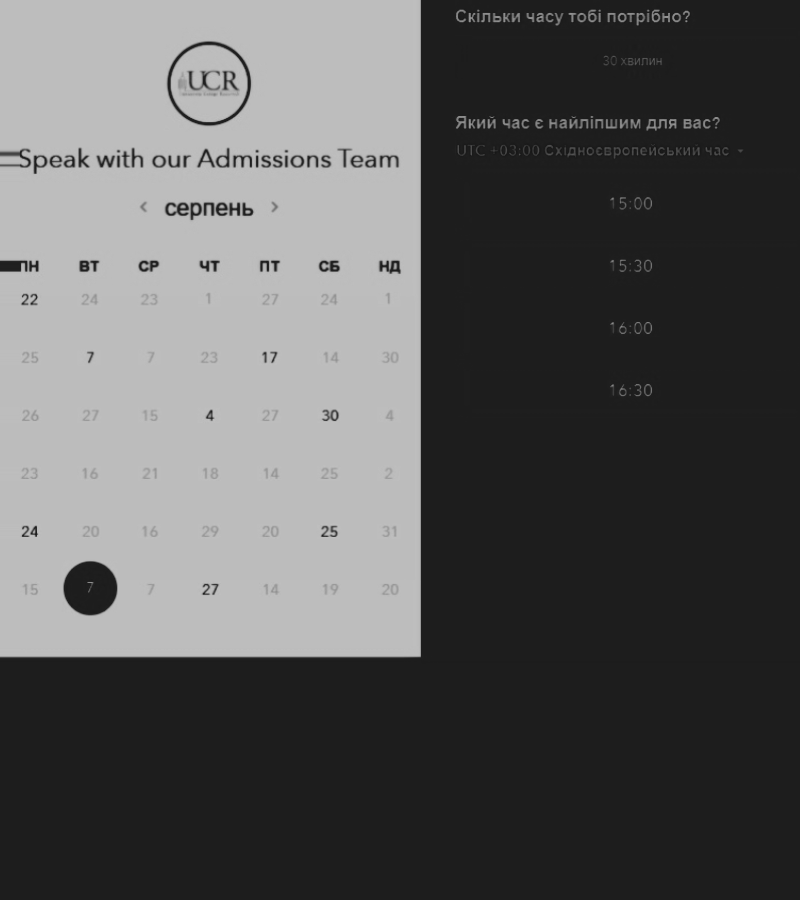 UCR
Speak with our Admissions Team
серпень
ПН ВТ СР ЧТ ПТ СБ НД
22 24 23 1 27 24 1
25 7 7 23 17 14 30
26 27 15 4 27 30 4
23 16 21 18 14 25 2
24 20 16 29 20 25 31
15 7 7 27 14 19 20
Скільки часу тобі потрібно?
30 хвилин
Який час є найліпшим для вас?
UTC +03:00 Східноєвропейський час
15:00
15:30
16:00
16:30